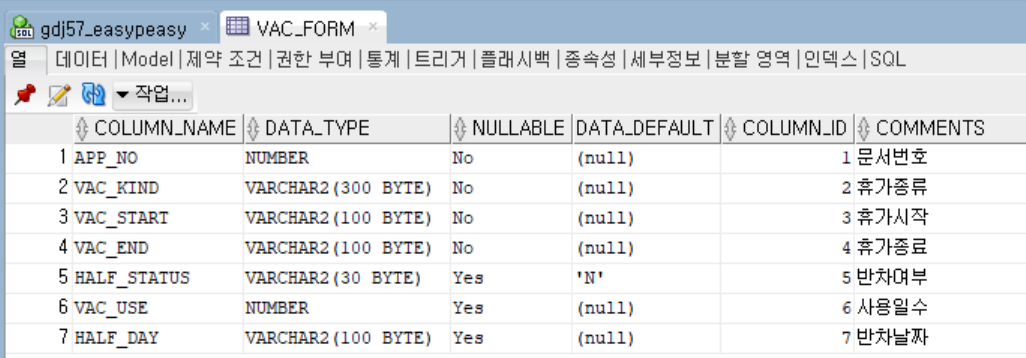 gdj57_easypeasy VAC_FORM
열 데이터 | Model | 제약 조건 | 권한 부여 | 통계 | 트리거 | 플래시백 | 종속성 | 세부정보 | 분할 영역 | 인덱스 | SQL
작업...
COLUMN_NAME DATA_TYPE NULLABLE DATA_DEFAULT COLUMN_ID COMMENTS
1 APP_NO NUMBER No (null) 1 문서번호
2 VAC_KIND VARCHAR2(300 BYTE) No (null) 2 휴가종류
3 VAC_START VARCHAR2(100 BYTE) No (null) 3 휴가시작
4 VAC_END VARCHAR2(100 BYTE) No (null) 4 휴가종료
5 HALF_STATUS VARCHAR2(30 BYTE) Yes 'N' 5 반차여부
6 VAC_USE NUMBER Yes (null) 6 사용일수
7 HALF_DAY VARCHAR2(100 BYTE) Yes (null) 7 반차날짜